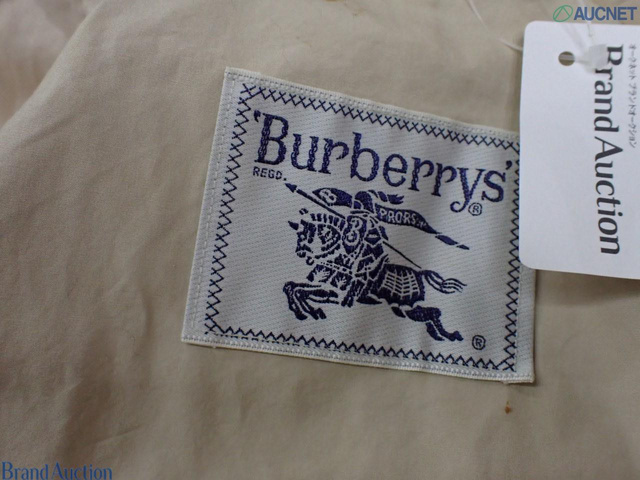 AUCNET
'Burberrys'
REGD.
®
PRORSUM
®
オークネット ブランドオークション
Brand Auction
Brand Auction